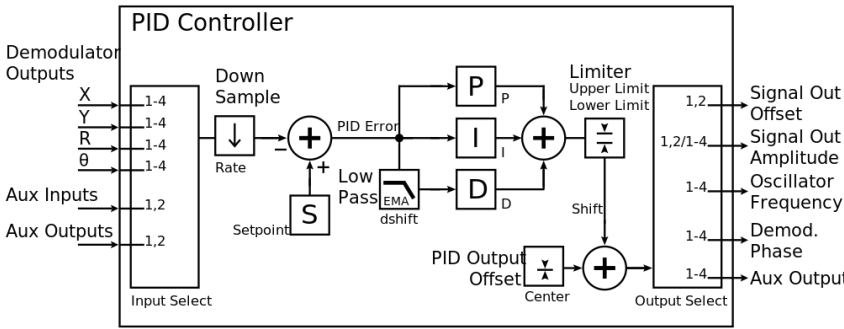 PID Controller
Demodulator
Outputs
X
Y
R
θ
Aux Inputs
Aux Outputs
1-4
1-4
1-4
1-4
1,2
1,2
Input Select
Down
Sample
Rate
−
+
+
PID Error
S
Setpoint
Low
Pass
EMA
dshift
P
P
I
I
D
D
+
Limiter
Upper Limit
Lower Limit
Shift
PID Output
Offset
Center
+
1,2
1,2/1-4
1-4
1-4
1-4
Output Select
Signal Out
Offset
Signal Out
Amplitude
Oscillator
Frequency
Demod.
Phase
Aux Output